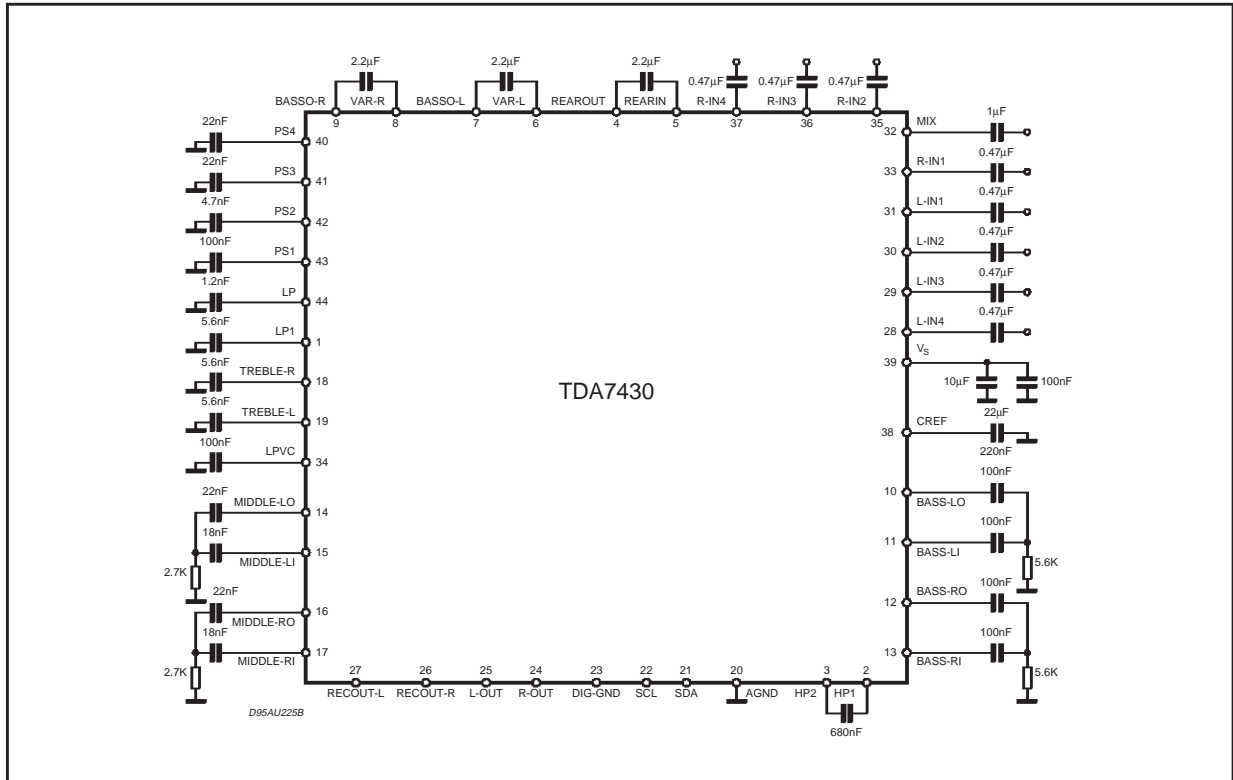 2.2µF
2.2µF
2.2µF
0.47µF
0.47µF
0.47µF
BASSO-R
VAR-R
BASSO-L
VAR-L
REAROUT
REARIN
R-IN4
R-IN3
R-IN2
9
8
7
6
4
5
37
36
35
22nF
PS4
40
22nF
PS3
41
4.7nF
PS2
42
100nF
PS1
43
1.2nF
LP
44
5.6nF
LP1
1
5.6nF
TREBLE-R
18
5.6nF
TREBLE-L
19
100nF
LPVC
34
22nF
MIDDLE-LO
14
18nF
MIDDLE-LI
15
2.7K
22nF
MIDDLE-RO
16
18nF
MIDDLE-RI
17
2.7K
TDA7430
1µF
32
MIX
0.47µF
33
R-IN1
0.47µF
31
L-IN1
0.47µF
30
L-IN2
0.47µF
29
L-IN3
0.47µF
28
L-IN4
39
VS
10µF
100nF
22µF
38
CREF
220nF
100nF
10
BASS-LO
100nF
11
BASS-LI
5.6K
100nF
12
BASS-RO
100nF
13
BASS-RI
5.6K
27
26
25
24
23
22
21
20
3
2
RECOUT-L
RECOUT-R
L-OUT
R-OUT
DIG-GND
SCL
SDA
AGND
HP2
HP1
680nF
D95AU225B